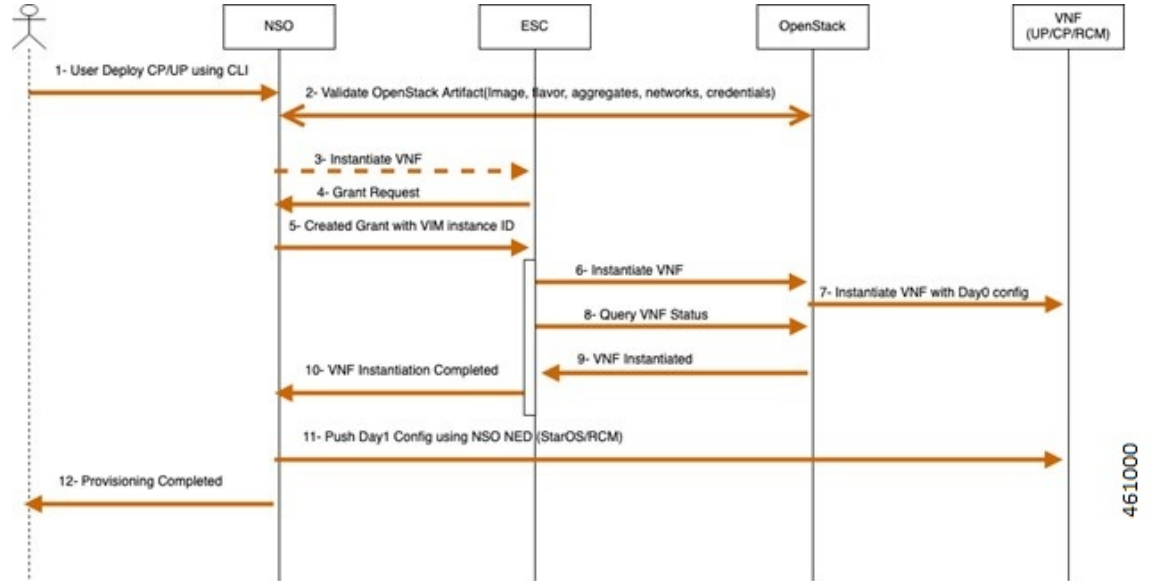 NSO
ESC
OpenStack
VNF
(UP/CP/RCM)
1- User Deploy CP/UP using CLI
2- Validate OpenStack Artifact(Image, flavor, aggregates, networks, credentials)
3- Instantiate VNF
4- Grant Request
5- Created Grant with VIM instance ID
6- Instantiate VNF
7- Instantiate VNF with Day0 config
8- Query VNF Status
9- VNF Instantiated
10- VNF Instantiation Completed
11- Push Day1 Config using NSO NED (StarOS/RCM)
12- Provisioning Completed
461000